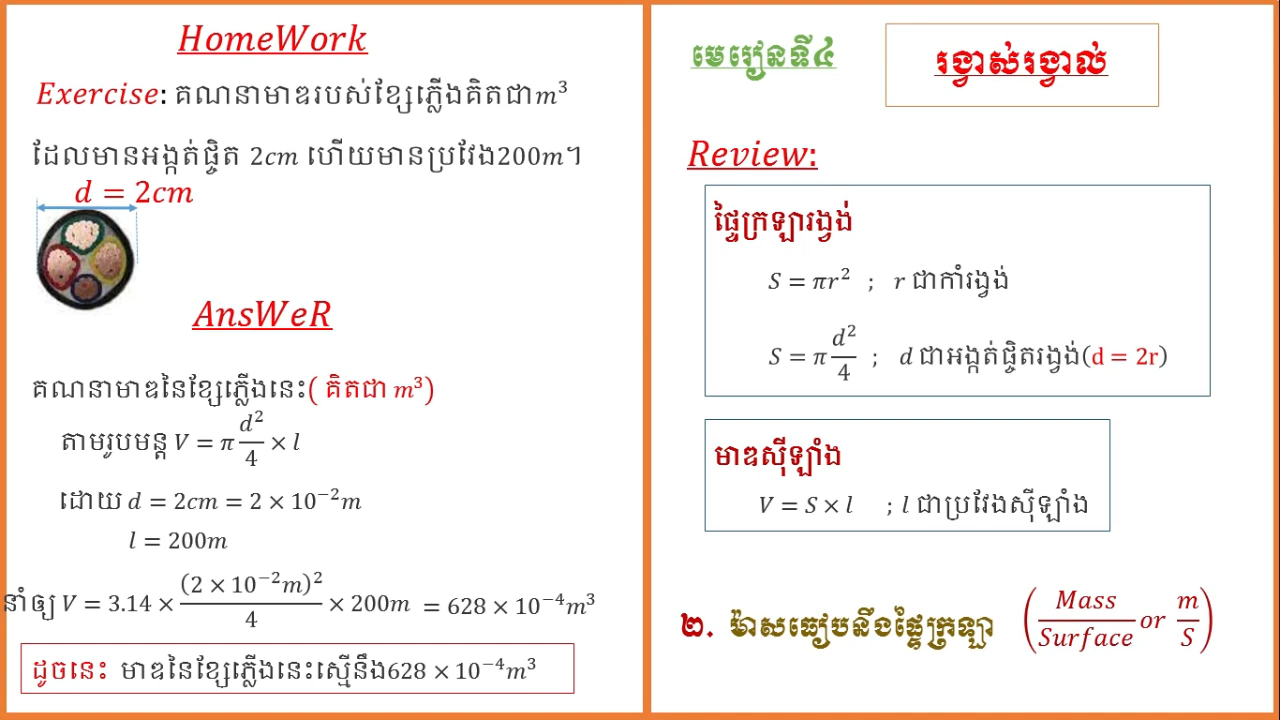 HomeWork
Exercise: គណនាមាឌរបស់ខ្សែភ្លើងគិតជា m³
ដែលមានអង្កត់ផ្ចិត 2cm ហើយមានប្រវែង200m។
d = 2cm
AnsWeR
គណនាមាឌនៃខ្សែភ្លើងនេះ( គិតជា m³)
តាមរូបមន្ត V = π d²/4 × l
ដោយ d = 2cm = 2 × 10⁻²m
l = 200m
នាំឲ្យ V = 3.14 × (2 × 10⁻²m)²/4 × 200m = 628 × 10⁻⁴m³
ដូចនេះ មាឌនៃខ្សែភ្លើងនេះស្មើនឹង628 × 10⁻⁴m³
មេរៀនទី៤
រង្វាស់រង្វាល់
Review:
ផ្ទៃក្រឡារង្វង់
S = πr² ; r ជាកាំរង្វង់
S = π d²/4 ; d ជាអង្កត់ផ្ចិតរង្វង់(d = 2r)
មាឌស៊ីឡាំង
V = S × l ; l ជាប្រវែងស៊ីឡាំង
២. ម៉ាសធៀបនឹងផ្ទៃក្រឡា (Mass/Surface or m/S)